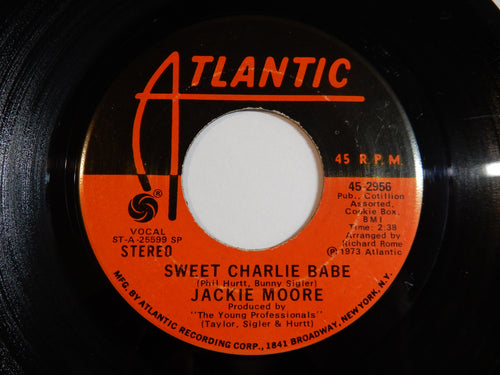 ATLANTIC
45 R.P.M.
®
VOCAL
ST-A-25599 SP
STEREO
45-2956
Pub., Cotillion
Assorted,
Cookie Box,
BMI
Time: 2:38
Arranged by
Richard Rome
℗ 1973 Atlantic
SWEET CHARLIE BABE
(Phil Hurtt, Bunny Sigler)
JACKIE MOORE
Produced by
"The Young Professionals"
(Taylor, Sigler & Hurtt)
MFG. BY ATLANTIC RECORDING CORP., 1841 BROADWAY, NEW YORK, N.Y.